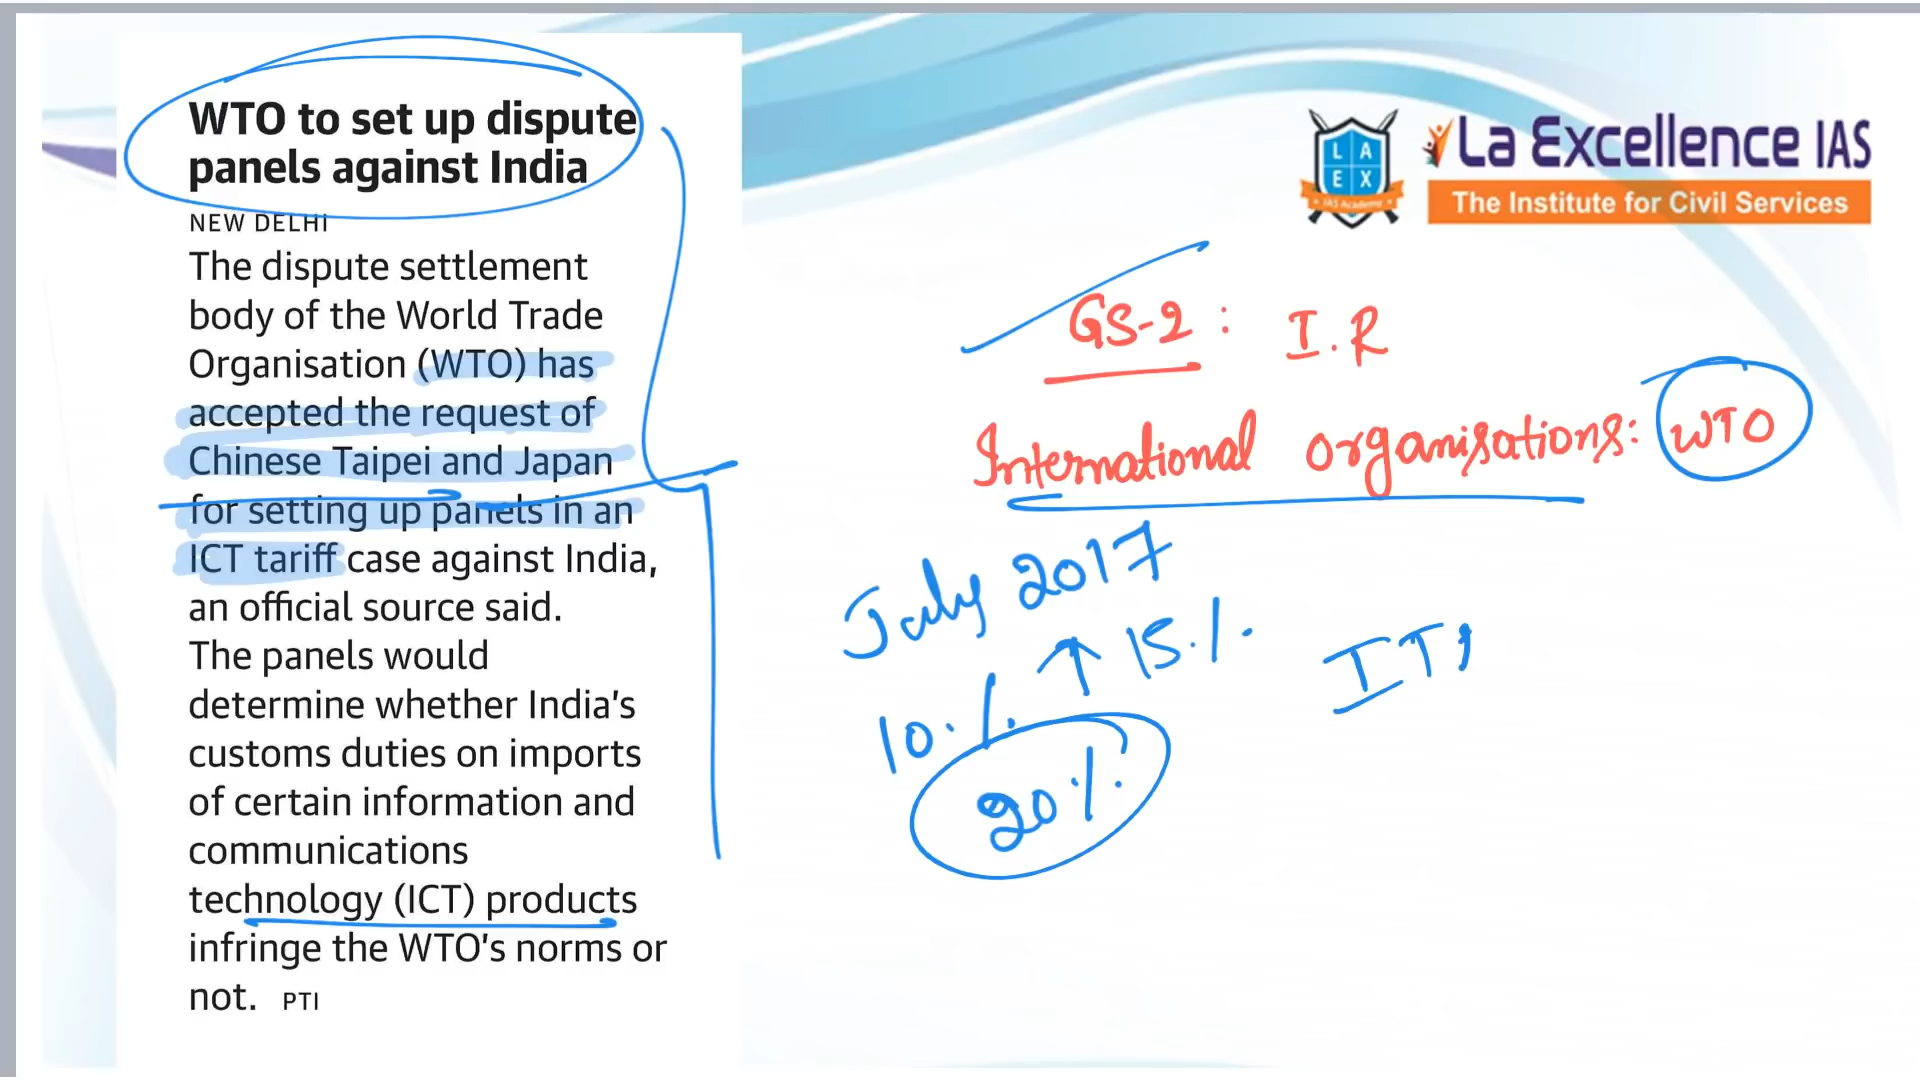 WTO to set up dispute
panels against India
NEW DELHI
The dispute settlement
body of the World Trade
Organisation (WTO) has
accepted the request of
Chinese Taipei and Japan
for setting up panels in an
ICT tariff case against India,
an official source said.
The panels would
determine whether India's
customs duties on imports
of certain information and
communications
technology (ICT) products
infringe the WTO's norms or
not. PTI
L A
E X
IAS Academy
La Excellence IAS
The Institute for Civil Services
GS-2 : I.R
International organisations: WTO
July 2017
10% ↑ 15%
20%
IT,